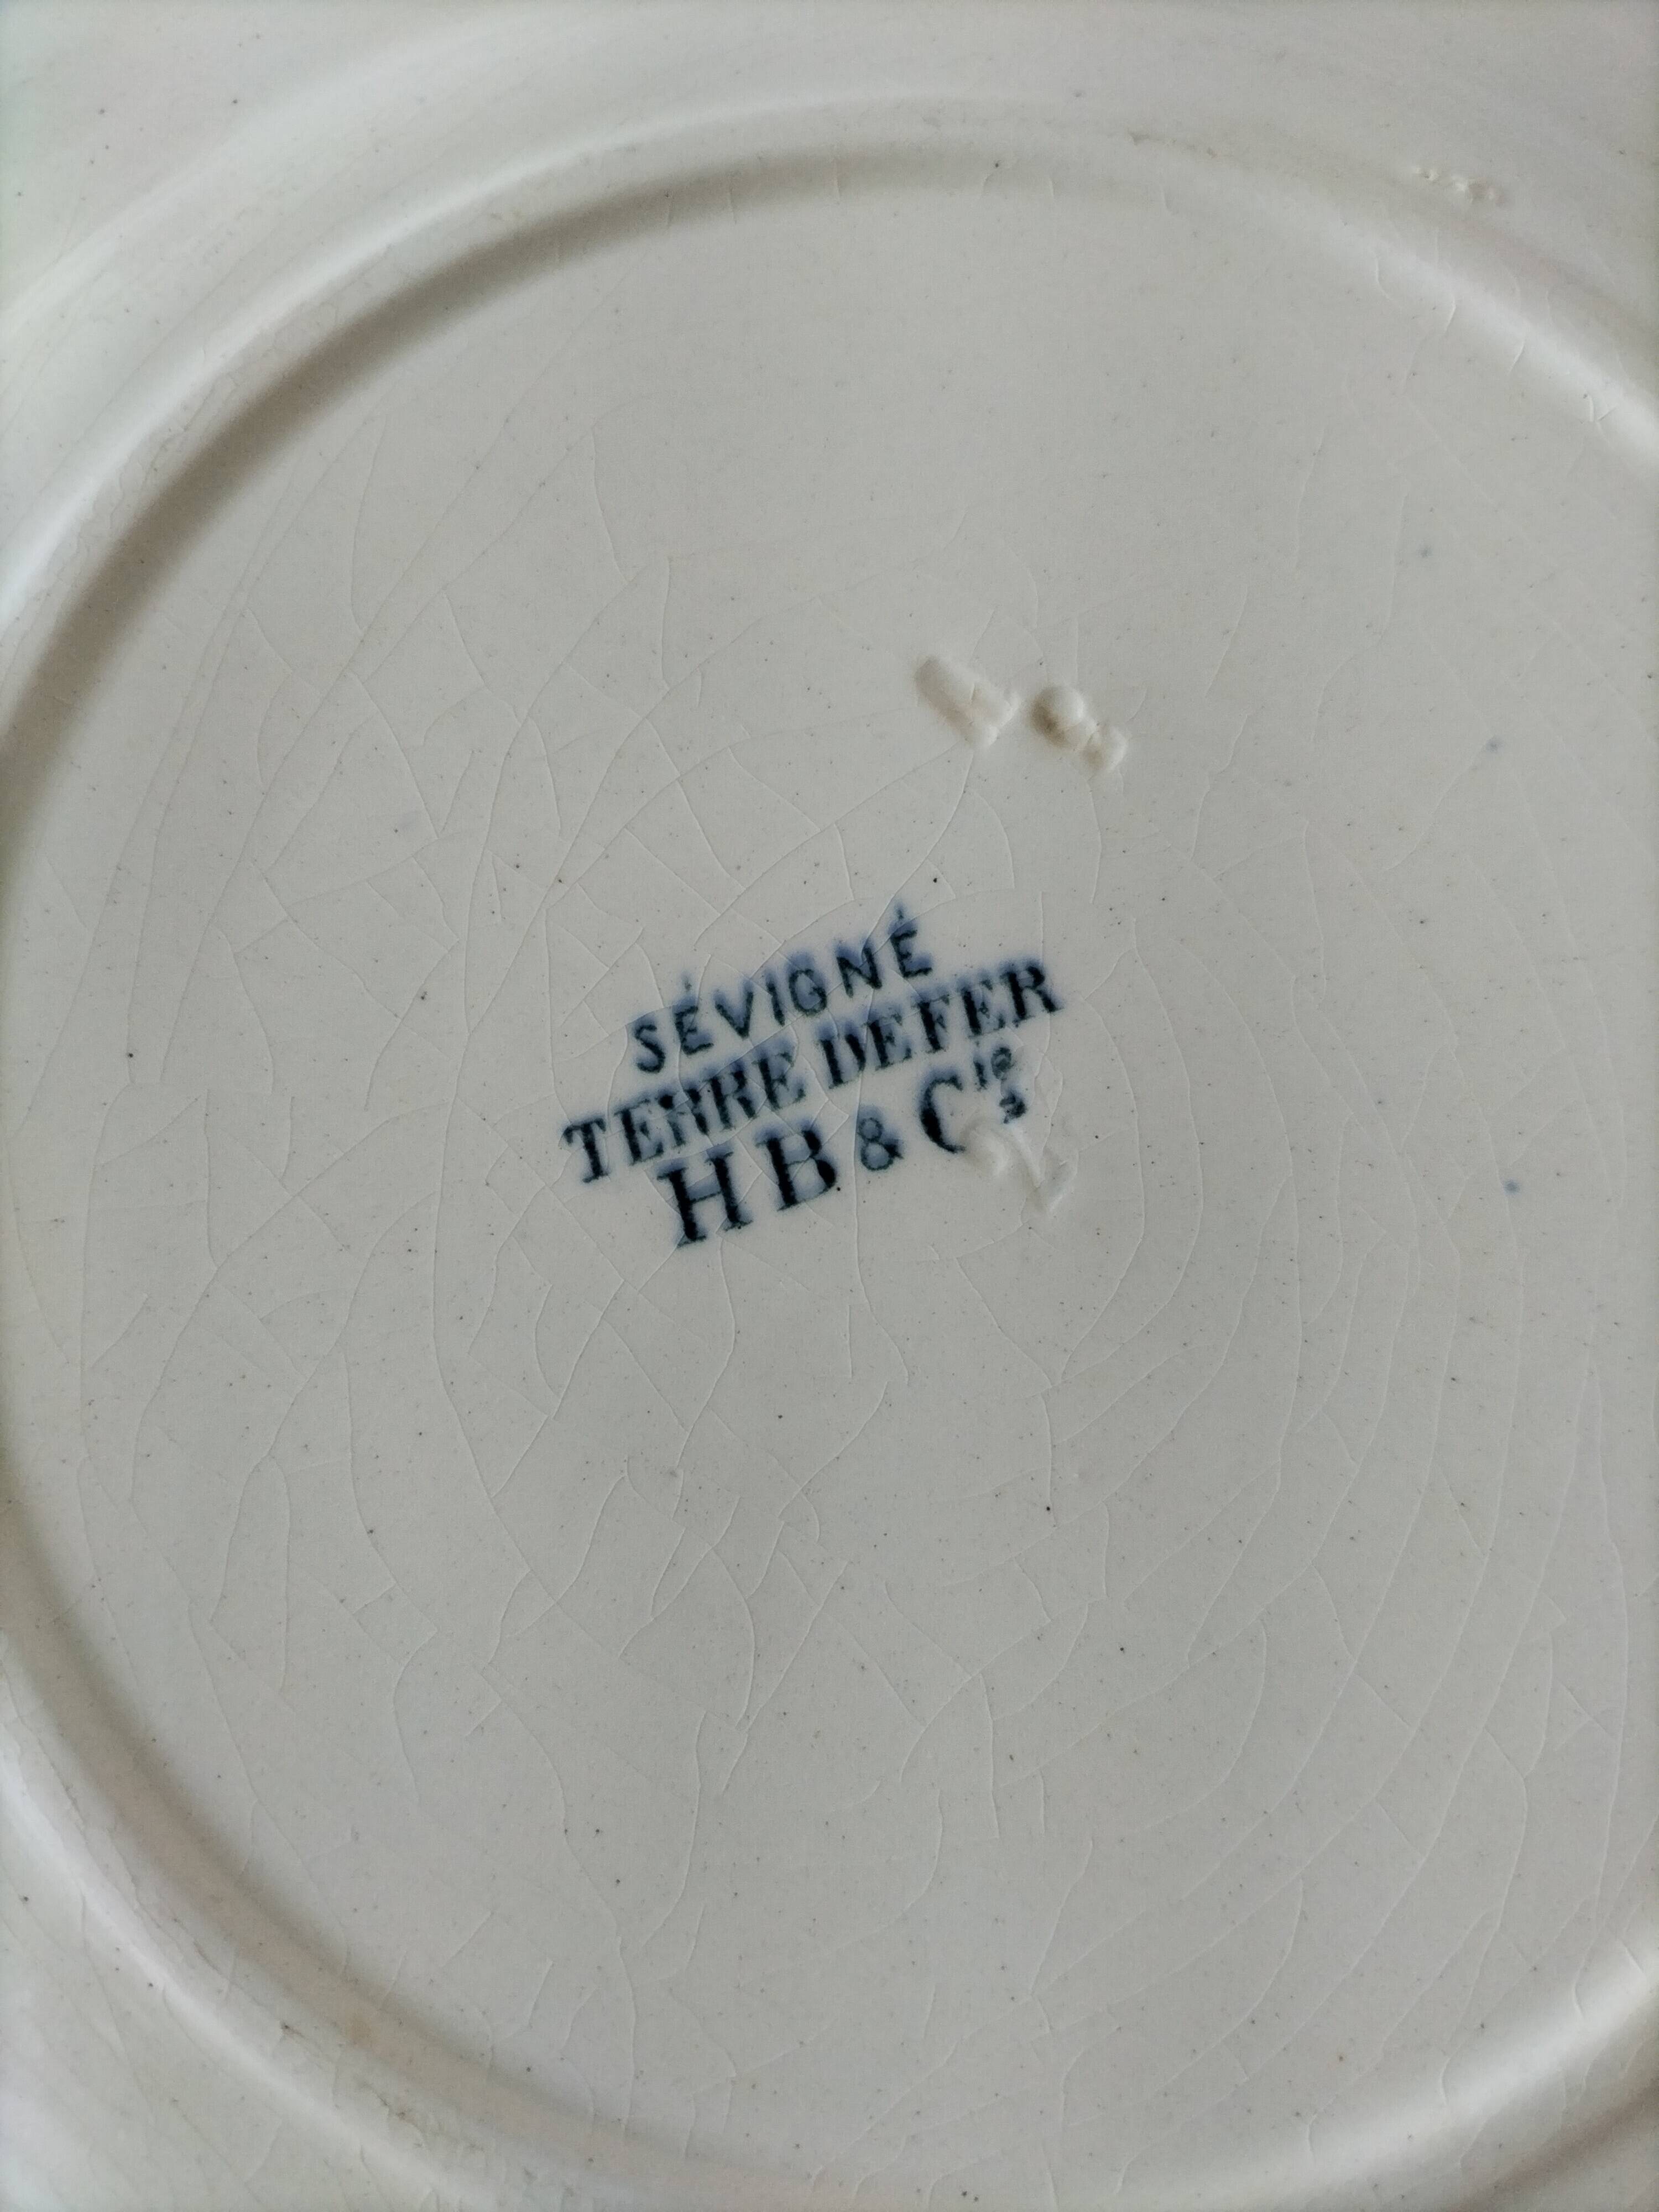 SÉVIGNÉ
TERRE DE FER
HB & Cie